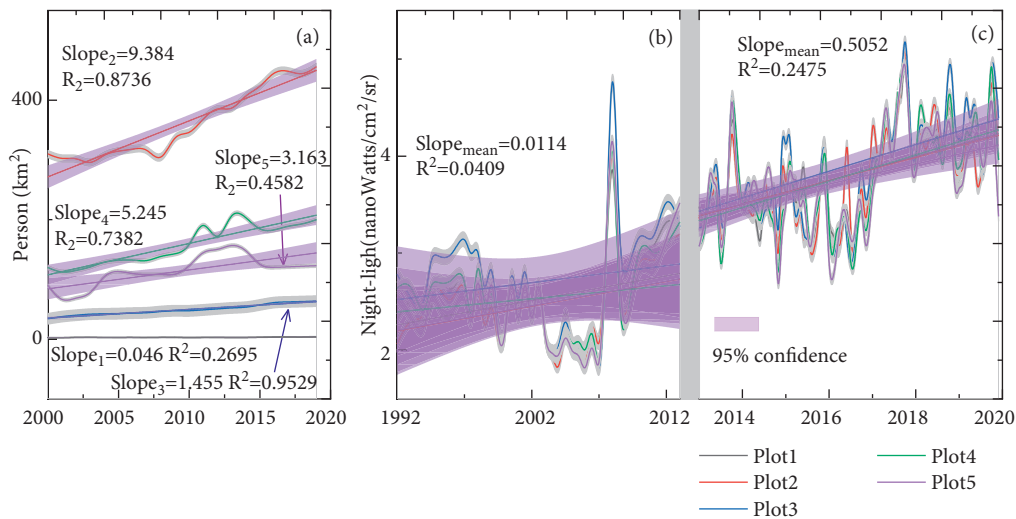 (a)
Slope2=9.384
R2=0.8736
400
Person (km2)
Slope5=3.163
R2=0.4582
Slope4=5.245
R2=0.7382
200
0
Slope1=0.046 R2=0.2695
Slope3=1.455 R2=0.9529
2000
2005
2010
2015
2020
(b)
Night-ligh(nanoWatts/cm2/sr)
4
2
Slopemean=0.0114
R2=0.0409
1992
2002
2012
(c)
Slopemean=0.5052
R2=0.2475
95% confidence
2014
2016
2018
2020
Plot1
Plot2
Plot3
Plot4
Plot5